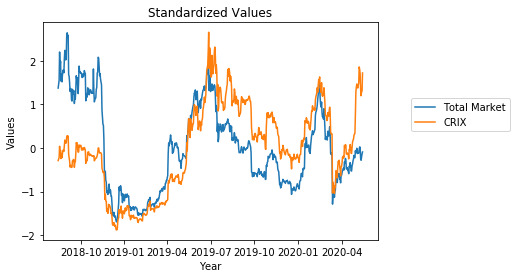 Standardized Values
Values
2
1
0
−1
−2
2018-10 2019-01 2019-04 2019-07 2019-10 2020-01 2020-04
Year
Total Market
CRIX